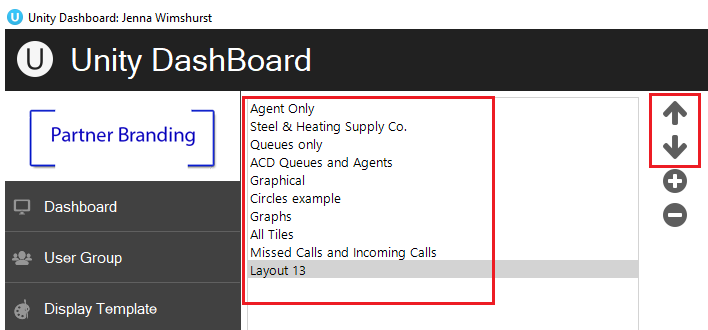 Unity Dashboard: Jenna Wimshurst
Unity DashBoard
Partner Branding
Dashboard
User Group
Display Template
Agent Only
Steel & Heating Supply Co.
Queues only
ACD Queues and Agents
Graphical
Circles example
Graphs
All Tiles
Missed Calls and Incoming Calls
Layout 13